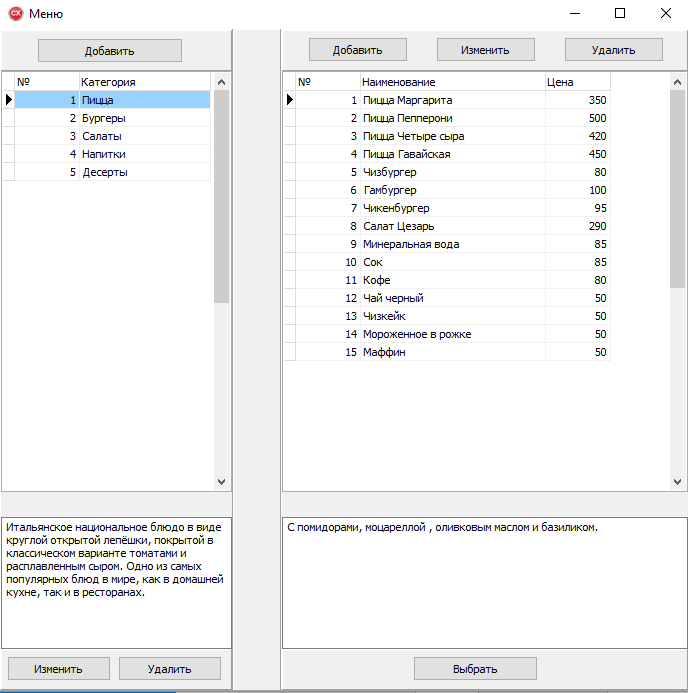 CX Меню
Добавить
№ Категория
1 Пицца
2 Бургеры
3 Салаты
4 Напитки
5 Десерты
Итальянское национальное блюдо в виде
круглой открытой лепёшки, покрытой в
классическом варианте томатами и
расплавленным сыром. Одно из самых
популярных блюд в мире, как в домашней
кухне, так и в ресторанах.
Изменить Удалить
Добавить Изменить Удалить
№ Наименование Цена
1 Пицца Маргарита 350
2 Пицца Пепперони 500
3 Пицца Четыре сыра 420
4 Пицца Гавайская 450
5 Чизбургер 80
6 Гамбургер 100
7 Чикенбургер 95
8 Салат Цезарь 290
9 Минеральная вода 85
10 Сок 85
11 Кофе 80
12 Чай черный 50
13 Чизкейк 50
14 Мороженное в рожке 50
15 Маффин 50
С помидорами, моцареллой , оливковым маслом и базиликом.
Выбрать